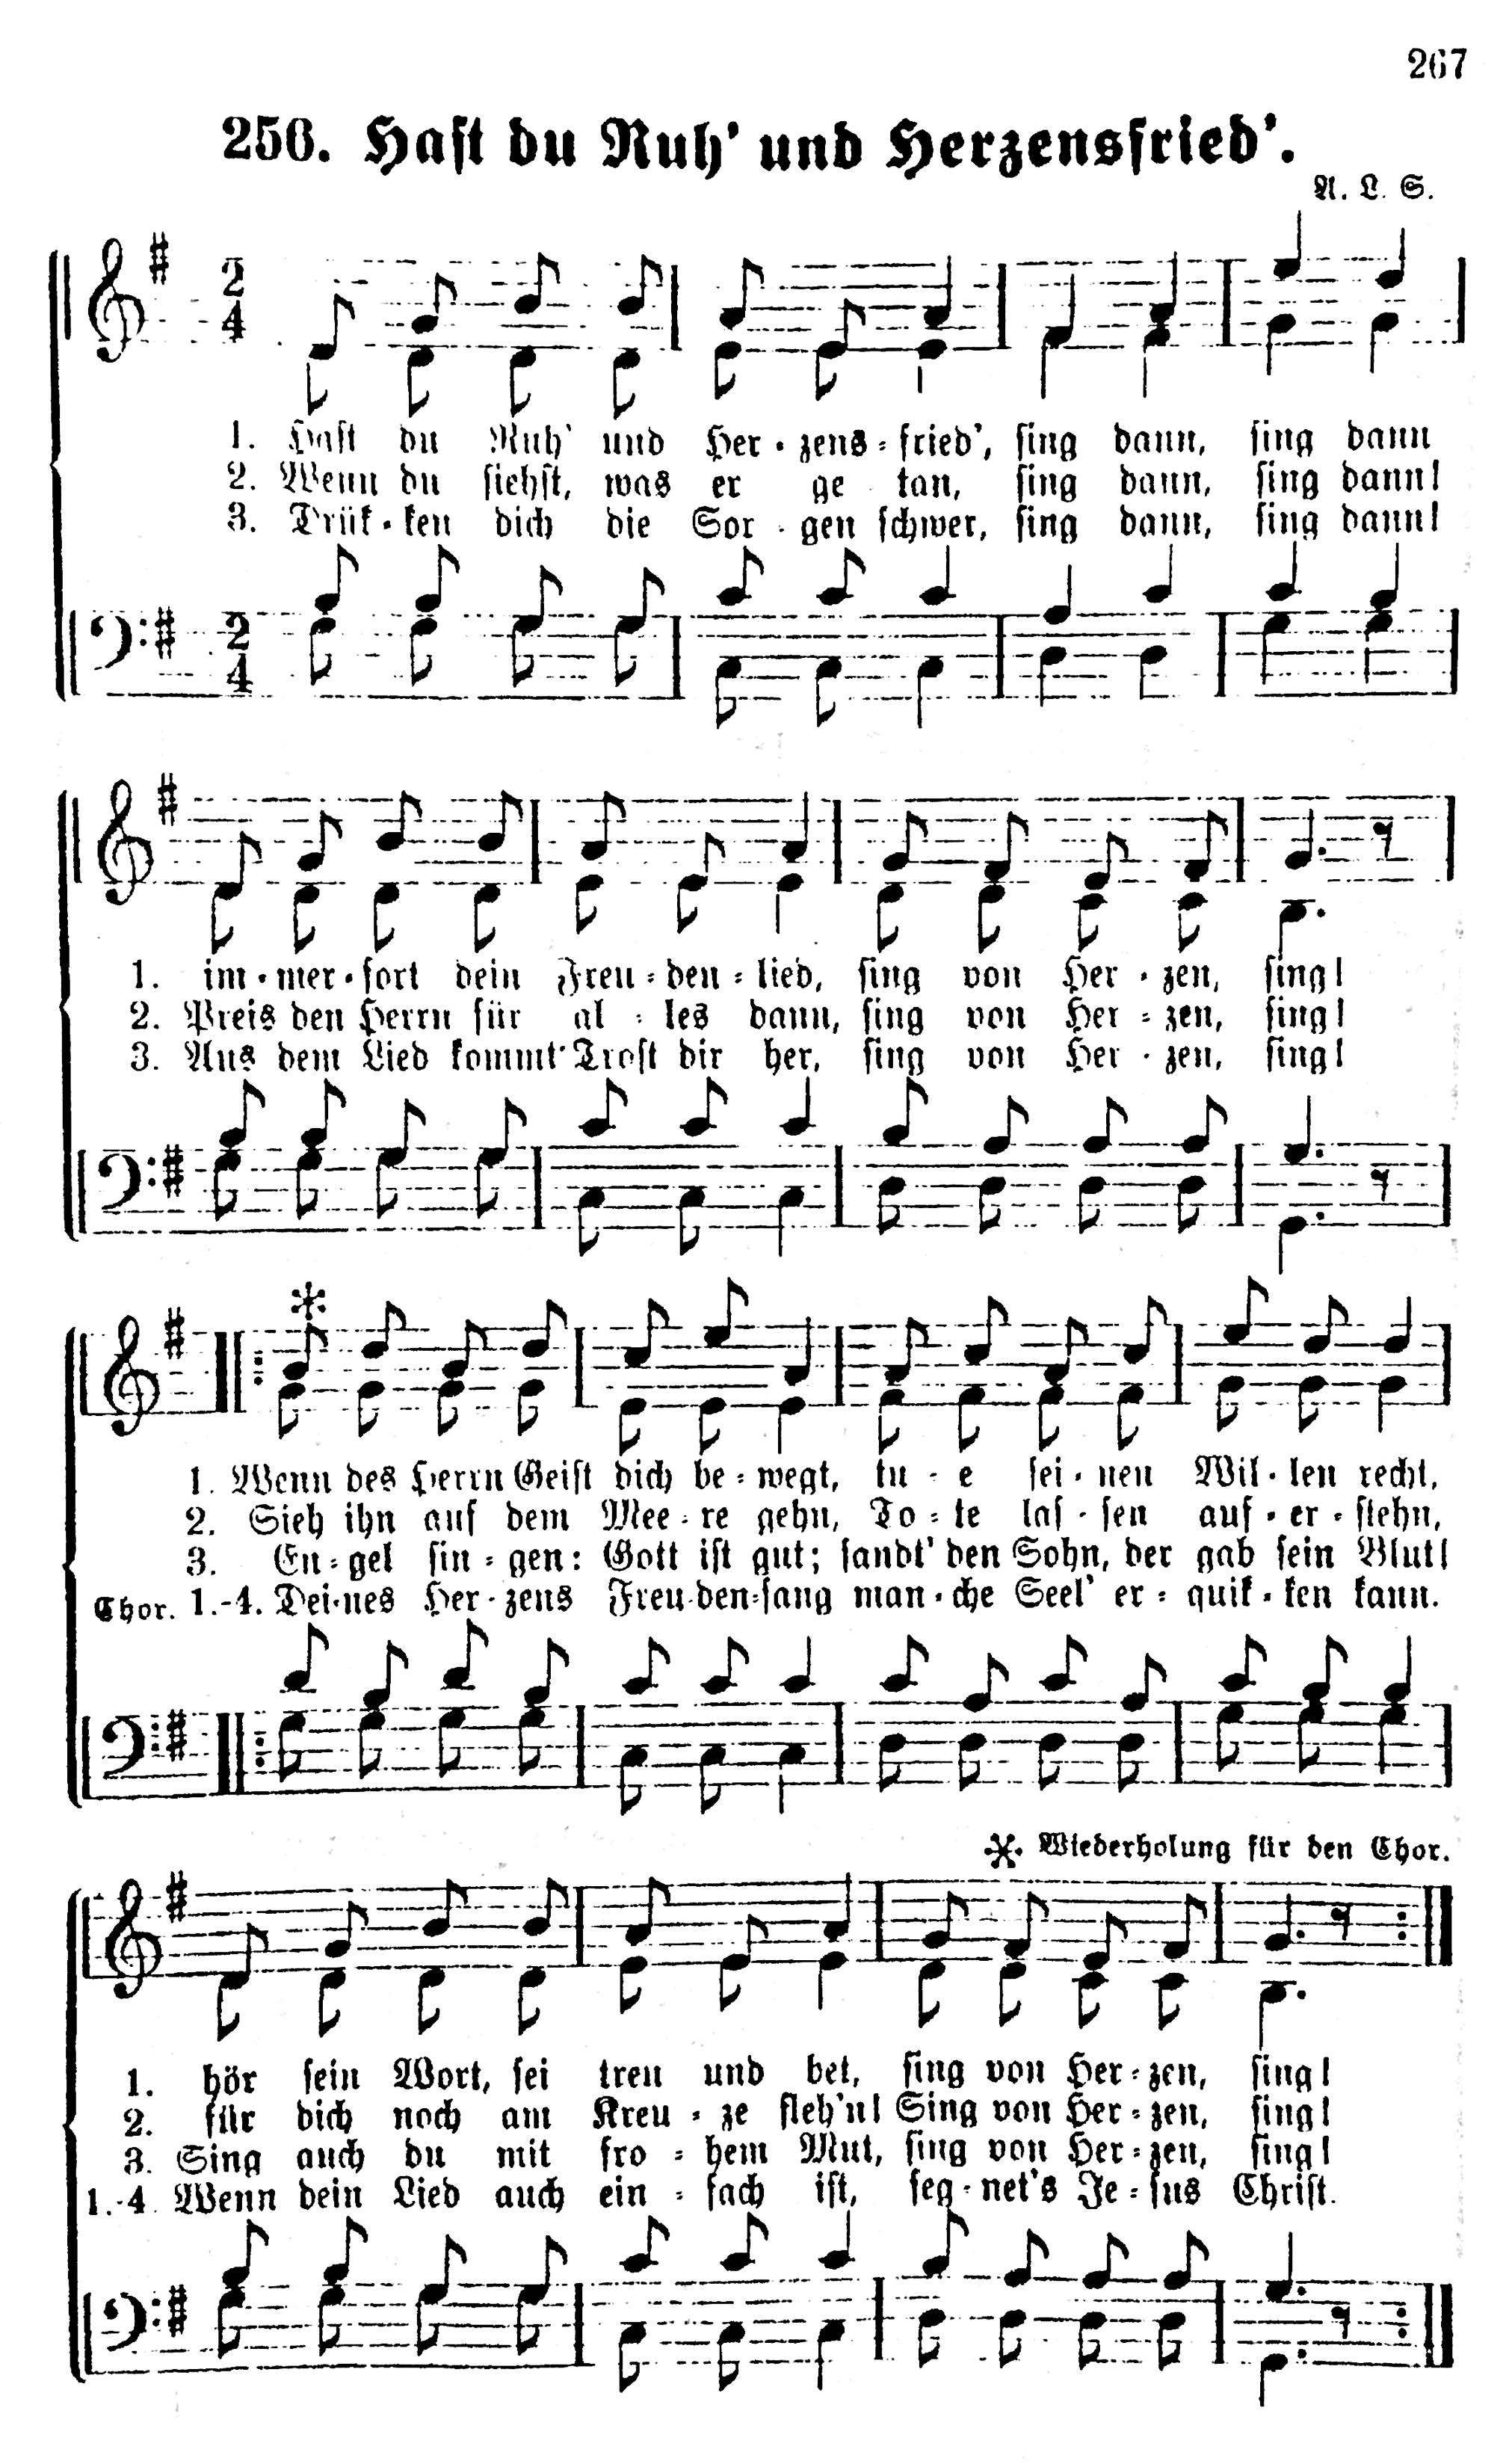 267
256. Hast du Ruh' und Herzensfried'.
A. L. S.
1. Hast du Ruh' und Her-zens-fried', sing dann, sing dann
2. Wenn du siehst, was er ge tan, sing dann, sing dann!
3. Drük-ken dich die Sor-gen schwer, sing dann, sing dann!
1. im-mer-fort dein Freu-den-lied, sing von Her-zen, sing!
2. Preis den Herrn für al-les dann, sing von Her-zen, sing!
3. Aus dem Lied kommt Trost dir her, sing von Her-zen, sing!
1. Wenn des Herrn Geist dich be-wegt, tu-e sei-nen Wil-len recht,
2. Sieh ihn auf dem Mee-re gehn, To-te las-sen auf-er-stehn,
3. En-gel sin-gen: Gott ist gut; sandt' den Sohn, der gab sein Blut!
Chor. 1.-4. Dei-nes Her-zens Freu-den-sang man-che Seel' er-quik-ken kann.
Wiederholung für den Chor.
1. hör sein Wort, sei treu und bet, sing von Her-zen, sing!
2. für dich noch am Kreu-ze fleh'n! Sing von Her-zen, sing!
3. Sing auch du mit fro-hem Mut, sing von Her-zen, sing!
1.-4. Wenn dein Lied auch ein-fach ist, seg-net's Je-sus Christ.